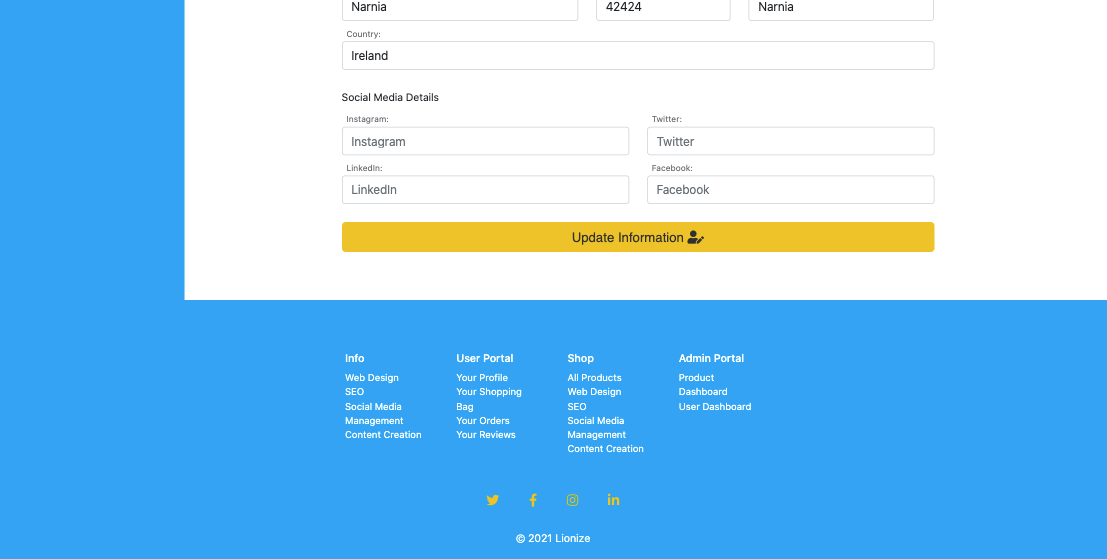 Narnia 42424 Narnia
Country:
Ireland
Social Media Details
Instagram: Twitter:
Instagram Twitter
LinkedIn: Facebook:
LinkedIn Facebook
Update Information
Info
Web Design
SEO
Social Media
Management
Content Creation
User Portal
Your Profile
Your Shopping
Bag
Your Orders
Your Reviews
Shop
All Products
Web Design
SEO
Social Media
Management
Content Creation
Admin Portal
Product
Dashboard
User Dashboard
© 2021 Lionize